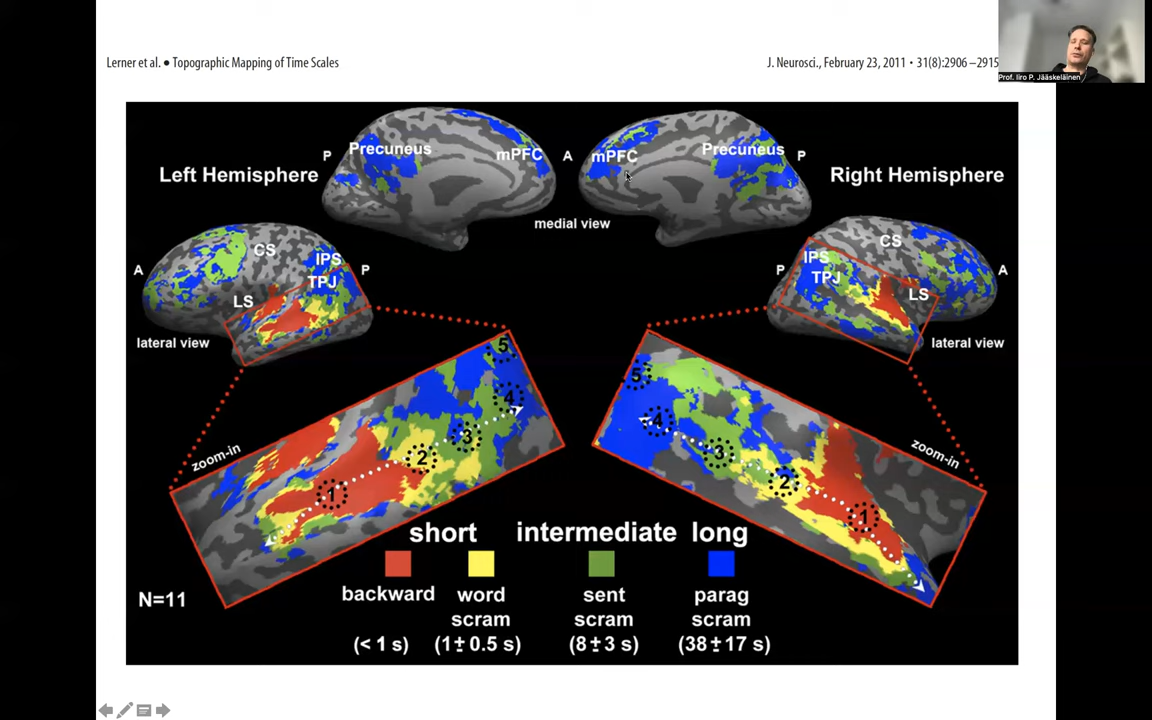 Lerner et al. • Topographic Mapping of Time Scales
J. Neurosci., February 23, 2011 • 31(8):2906–2915
Prof. Iiro P. Jääskeläinen
P
Precuneus
mPFC
A
mPFC
Precuneus
P
Left Hemisphere
Right Hemisphere
medial view
A
CS
IPS
TPJ
P
LS
lateral view
P
IPS
TPJ
CS
LS
A
lateral view
zoom-in
1
2
3
4
5
zoom-in
5
4
3
2
1
short
intermediate
long
backward
(< 1 s)
word
scram
(1±0.5 s)
sent
scram
(8±3 s)
parag
scram
(38±17 s)
N=11